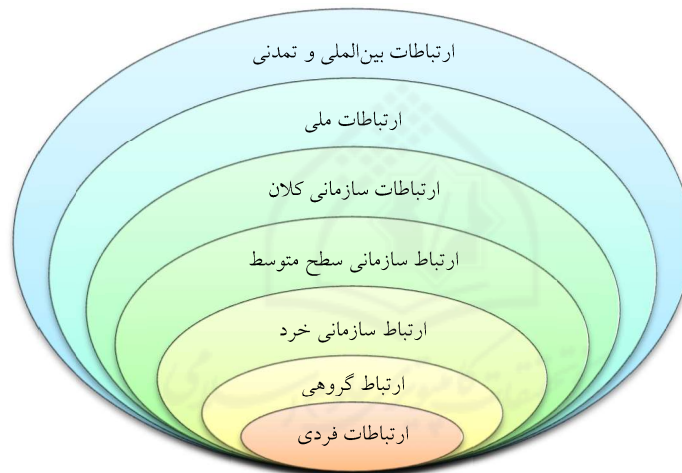 ارتباطات بین‌المللی و تمدنی
ارتباطات ملی
ارتباطات سازمانی کلان
ارتباط سازمانی سطح متوسط
ارتباط سازمانی خرد
ارتباط گروهی
ارتباطات فردی